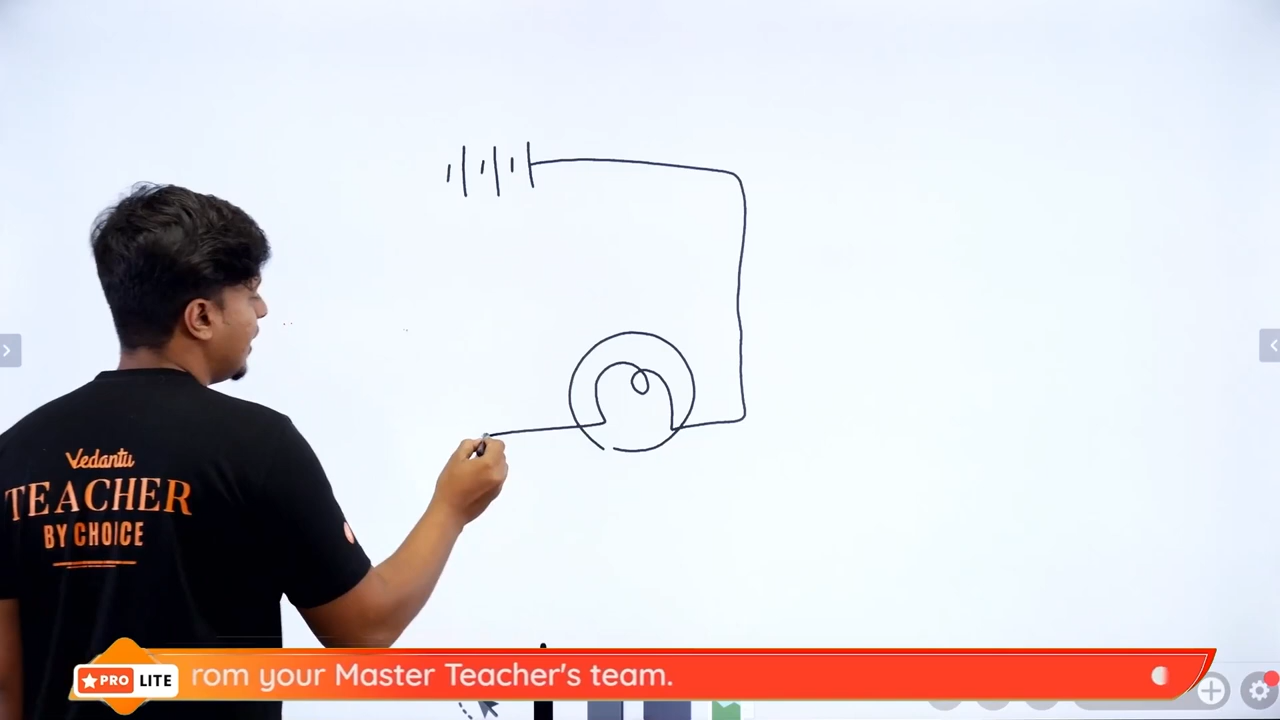 Vedantu
TEACHER
BY CHOICE
PRO LITE
rom your Master Teacher's team.